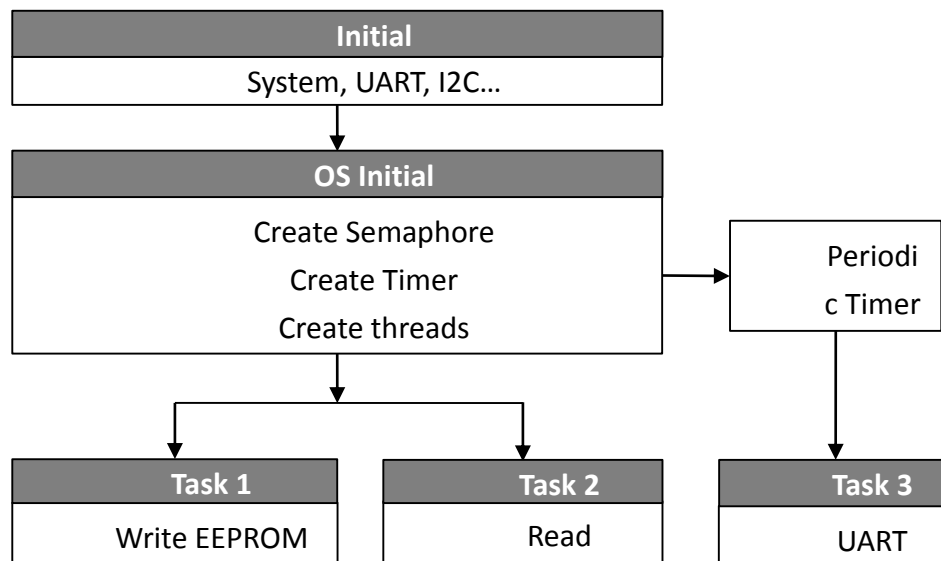 Initial
System, UART, I2C...
OS Initial
Create Semaphore
Create Timer
Create threads
Periodi
c Timer
Task 1
Write EEPROM
Task 2
Read
Task 3
UART